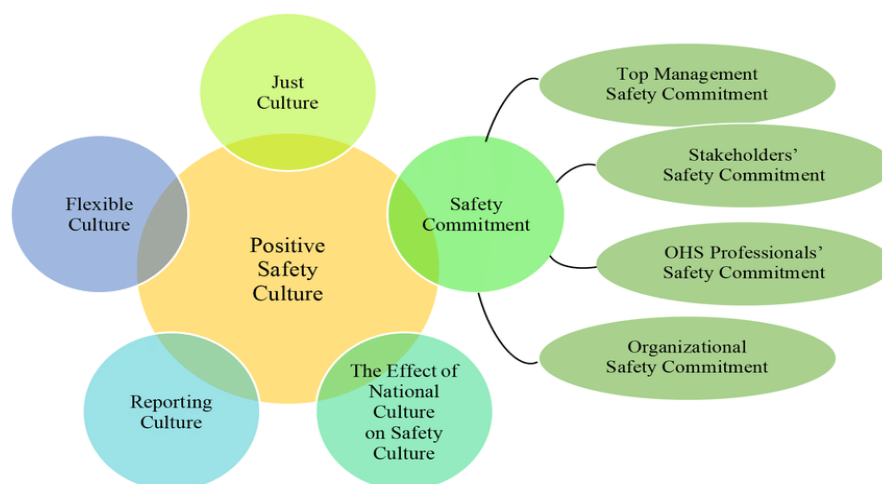 Just
Culture
Flexible
Culture
Positive
Safety
Culture
Safety
Commitment
Reporting
Culture
The Effect of
National
Culture
on Safety
Culture
Top Management
Safety Commitment
Stakeholders’
Safety Commitment
OHS Professionals’
Safety Commitment
Organizational
Safety Commitment